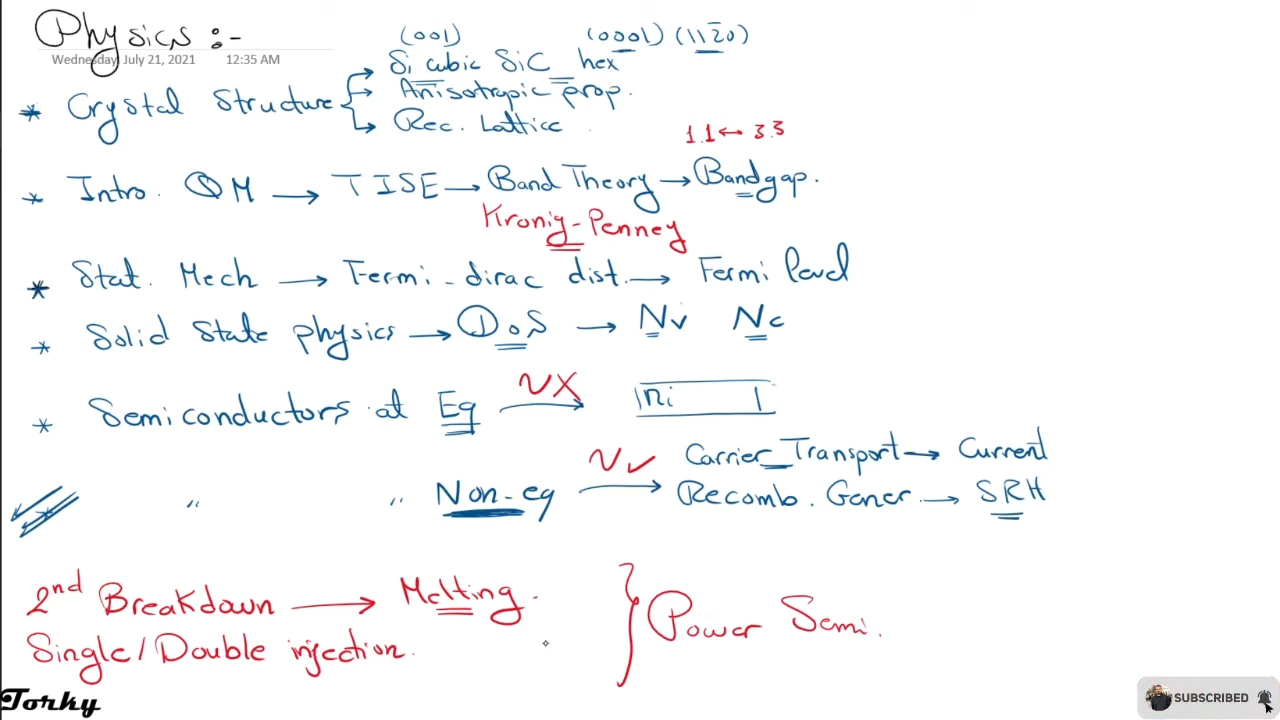 Physics :-
Wednesday, July 21, 2021 12:35 AM
(001) (0001) (112̄0)
Si cubic SiC hex
* Crystal Structure Anisotropic prop.
Rec. Lattice
1.1 ↔ 3.3
* Intro. QM → TISE → Band Theory → Bandgap.
Kronig-Penney
* Stat. Mech → Fermi-dirac dist. → Fermi level
* Solid State physics → DoS → Nv Nc
* Semiconductors at Eq VX → ni
V✓ Carrier Transport → Current
* " " Non-eq → Recomb. Gener → SRH
2nd Breakdown → Melting.
Single/Double injection. } Power Semi.
Torky
SUBSCRIBED